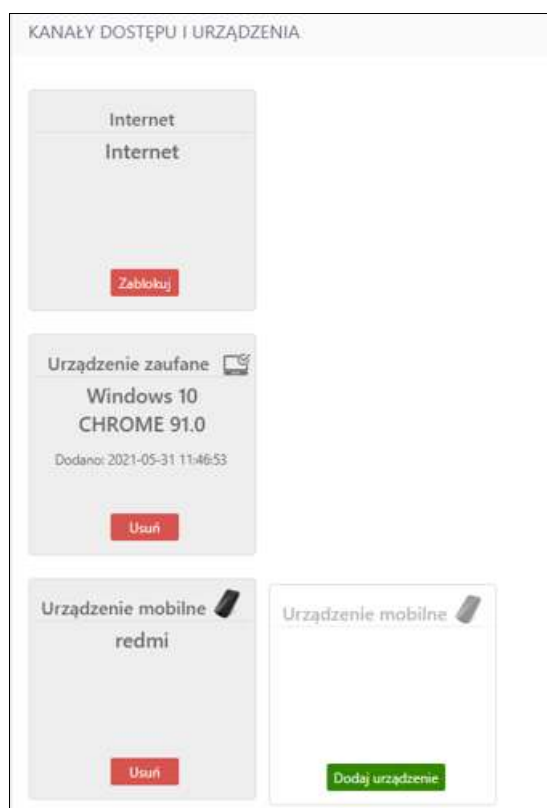 KANAŁY DOSTĘPU I URZĄDZENIA
Internet
Internet
Zablokuj
Urządzenie zaufane
Windows 10
CHROME 91.0
Dodano: 2021-05-31 11:46:53
Usuń
Urządzenie mobilne
redmi
Usuń
Urządzenie mobilne
Dodaj urządzenie